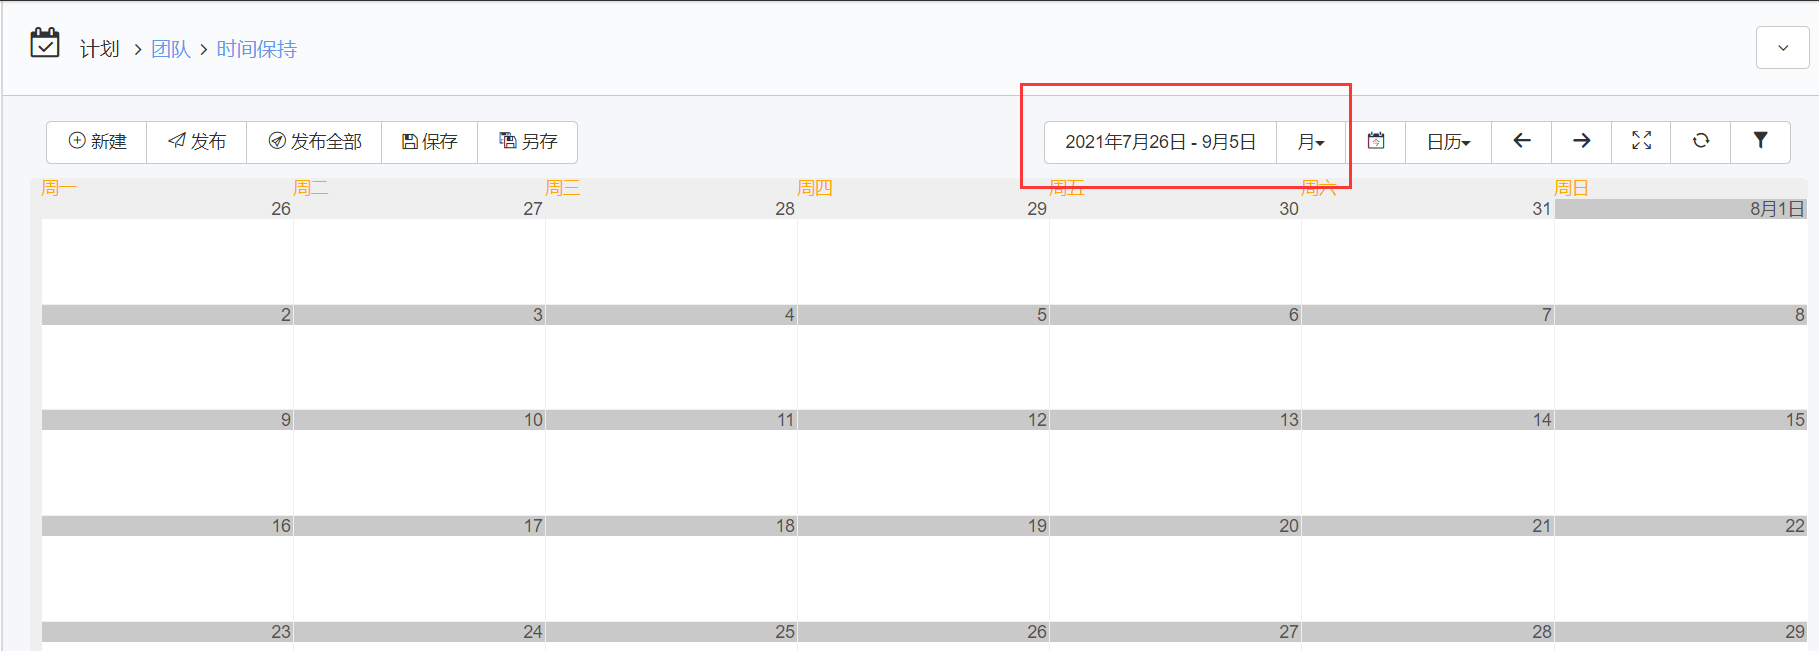 计划 > 团队 > 时间保持
新建 发布 发布全部 保存 另存 2021年7月26日 - 9月5日 月 今 日历
周一 周二 周三 周四 周五 周六 周日
26 27 28 29 30 31 8月1日
2 3 4 5 6 7 8
9 10 11 12 13 14 15
16 17 18 19 20 21 22
23 24 25 26 27 28 29